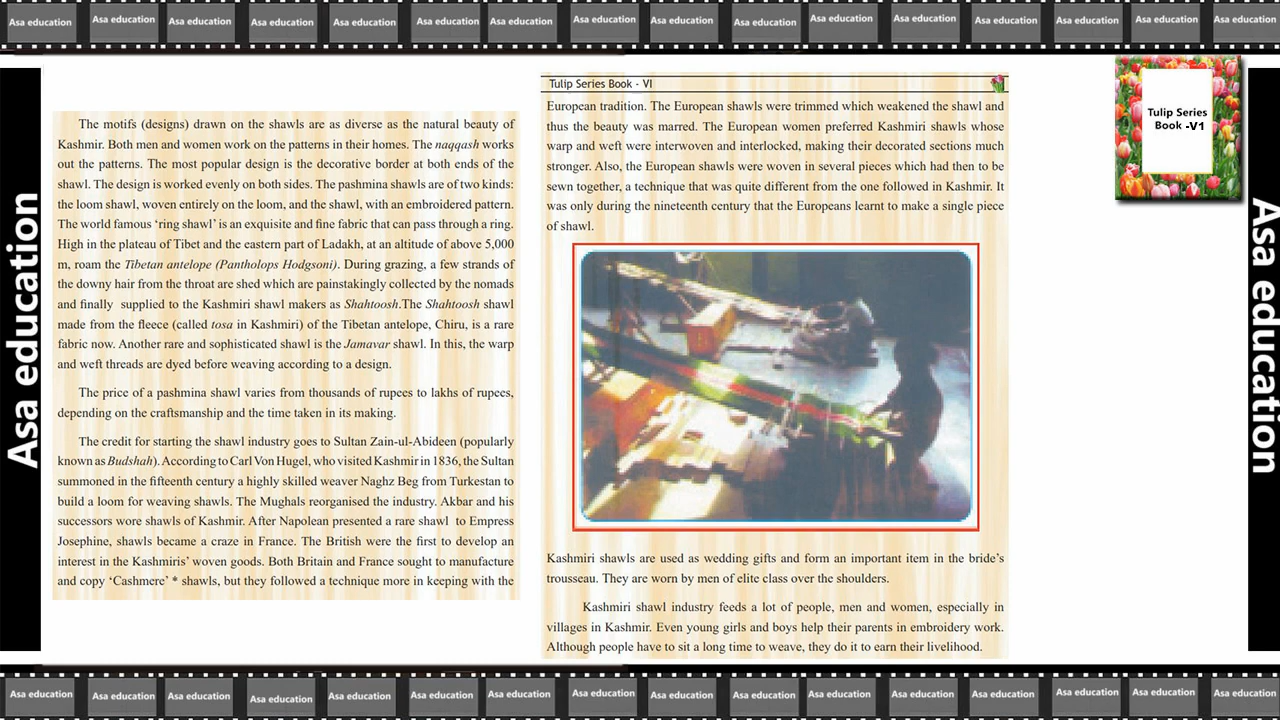 Asa education Asa education Asa education Asa education Asa education Asa education Asa education Asa education Asa education Asa education Asa education Asa education Asa education Asa education Asa education Asa education
Asa education
The motifs (designs) drawn on the shawls are as diverse as the natural beauty of
Kashmir. Both men and women work on the patterns in their homes. The naqqash works
out the patterns. The most popular design is the decorative border at both ends of the
shawl. The design is worked evenly on both sides. The pashmina shawls are of two kinds:
the loom shawl, woven entirely on the loom, and the shawl, with an embroidered pattern.
The world famous ‘ring shawl’ is an exquisite and fine fabric that can pass through a ring.
High in the plateau of Tibet and the eastern part of Ladakh, at an altitude of above 5,000
m, roam the Tibetan antelope (Pantholops Hodgsoni). During grazing, a few strands of
the downy hair from the throat are shed which are painstakingly collected by the nomads
and finally supplied to the Kashmiri shawl makers as Shahtoosh.The Shahtoosh shawl
made from the fleece (called tosa in Kashmiri) of the Tibetan antelope, Chiru, is a rare
fabric now. Another rare and sophisticated shawl is the Jamavar shawl. In this, the warp
and weft threads are dyed before weaving according to a design.
The price of a pashmina shawl varies from thousands of rupees to lakhs of rupees,
depending on the craftsmanship and the time taken in its making.
The credit for starting the shawl industry goes to Sultan Zain-ul-Abideen (popularly
known as Budshah). According to Carl Von Hugel, who visited Kashmir in 1836, the Sultan
summoned in the fifteenth century a highly skilled weaver Naghz Beg from Turkestan to
build a loom for weaving shawls. The Mughals reorganised the industry. Akbar and his
successors wore shawls of Kashmir. After Napolean presented a rare shawl to Empress
Josephine, shawls became a craze in France. The British were the first to develop an
interest in the Kashmiris’ woven goods. Both Britain and France sought to manufacture
and copy ‘Cashmere’ * shawls, but they followed a technique more in keeping with the
Tulip Series Book - VI
European tradition. The European shawls were trimmed which weakened the shawl and
thus the beauty was marred. The European women preferred Kashmiri shawls whose
warp and weft were interwoven and interlocked, making their decorated sections much
stronger. Also, the European shawls were woven in several pieces which had then to be
sewn together, a technique that was quite different from the one followed in Kashmir. It
was only during the nineteenth century that the Europeans learnt to make a single piece
of shawl.
Kashmiri shawls are used as wedding gifts and form an important item in the bride’s
trousseau. They are worn by men of elite class over the shoulders.
Kashmiri shawl industry feeds a lot of people, men and women, especially in
villages in Kashmir. Even young girls and boys help their parents in embroidery work.
Although people have to sit a long time to weave, they do it to earn their livelihood.
Tulip Series
Book -V1
Asa education
Asa education Asa education Asa education Asa education Asa education Asa education Asa education Asa education Asa education Asa education Asa education Asa education Asa education Asa education Asa education Asa education